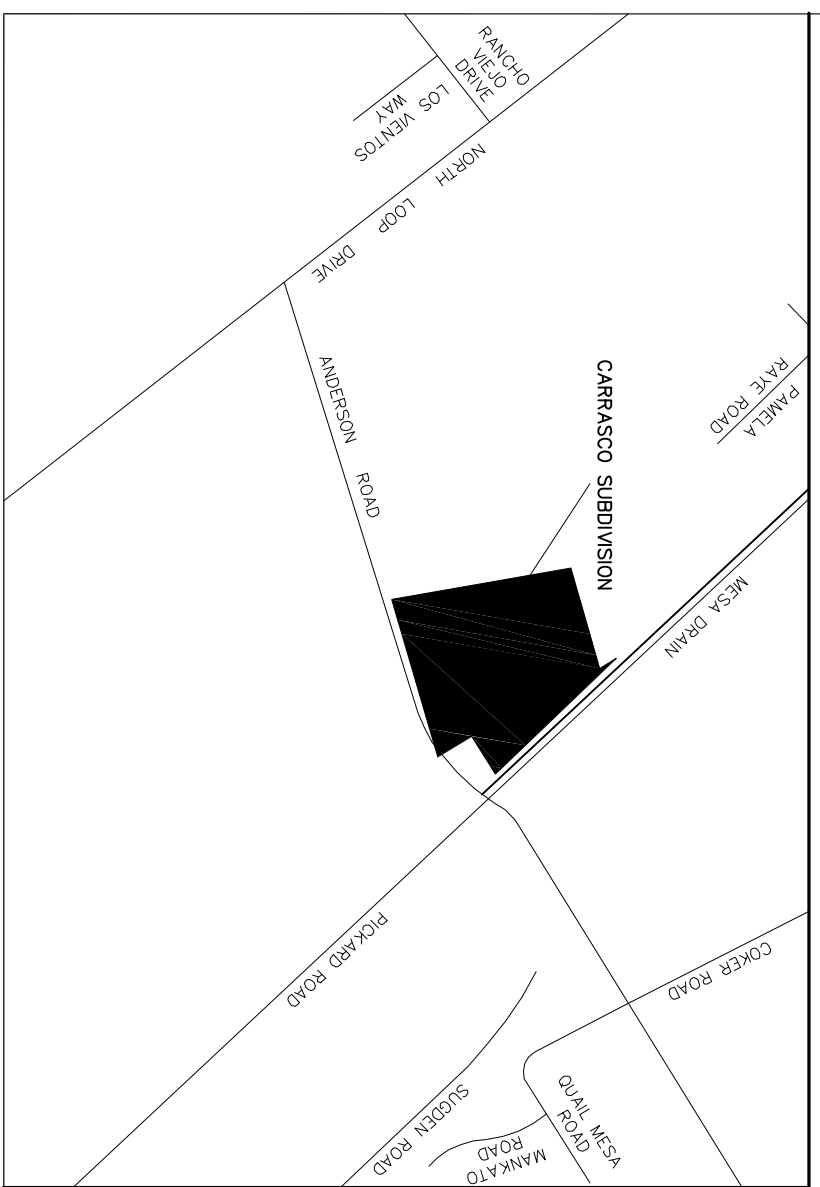 RANCHO
VIEJO
DRIVE
LOS VIENTOS
WAY
NORTH LOOP DRIVE
ANDERSON ROAD
CARRASCO SUBDIVISION
PAMELA
RAYE ROAD
MESA DRAIN
PICKARD ROAD
COKER ROAD
SUGDEN ROAD
QUAIL MESA
ROAD
MANKATO
ROAD